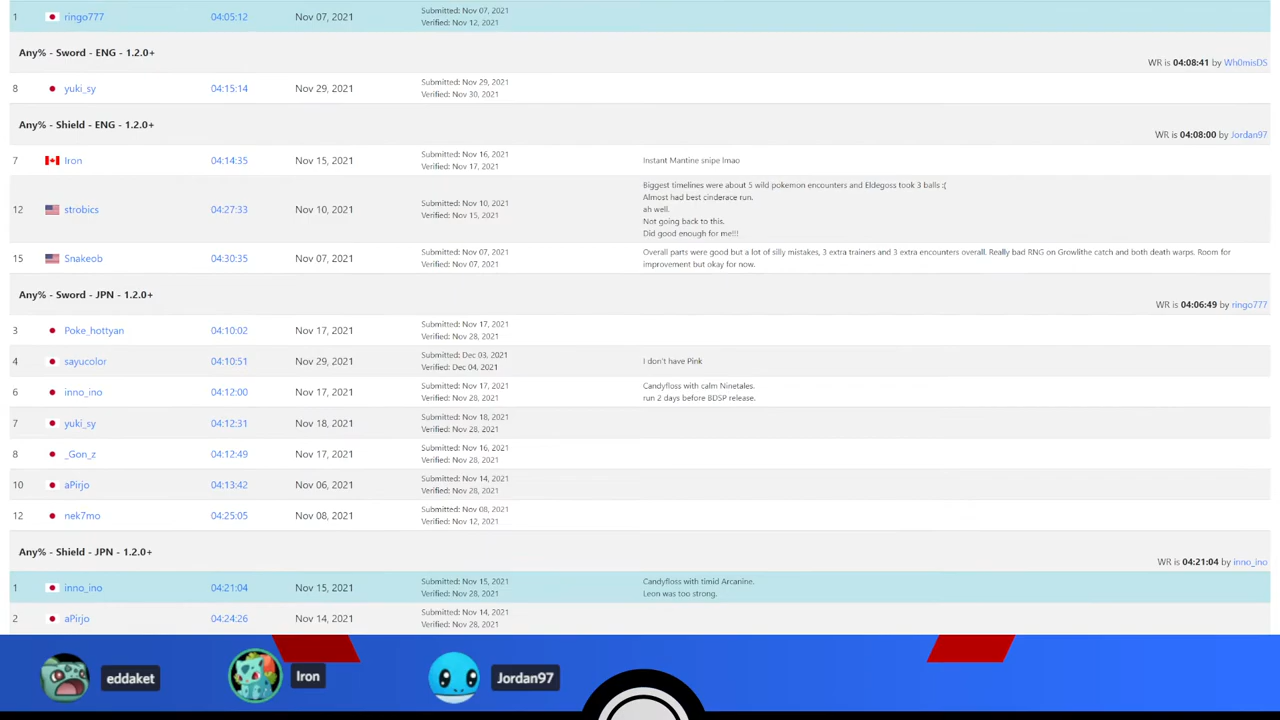 1 ringo777 04:05:12 Nov 07, 2021 Submitted: Nov 07, 2021
Verified: Nov 12, 2021
Any% - Sword - ENG - 1.2.0+
WR is 04:08:41 by Wh0misDS
8 yuki_sy 04:15:14 Nov 29, 2021 Submitted: Nov 29, 2021
Verified: Nov 30, 2021
Any% - Shield - ENG - 1.2.0+
WR is 04:08:00 by Jordan97
7 Iron 04:14:35 Nov 15, 2021 Submitted: Nov 16, 2021
Verified: Nov 17, 2021
Instant Mantine snipe lmao
12 strobics 04:27:33 Nov 10, 2021 Submitted: Nov 10, 2021
Verified: Nov 15, 2021
Biggest timelines were about 5 wild pokemon encounters and Eldegoss took 3 balls :(
Almost had best cinderace run.
ah well.
Not going back to this.
Did good enough for me!!!
15 Snakeob 04:30:35 Nov 07, 2021 Submitted: Nov 07, 2021
Verified: Nov 07, 2021
Overall parts were good but a lot of silly mistakes, 3 extra trainers and 3 extra encounters overall. Really bad RNG on Growlithe catch and both death warps. Room for
improvement but okay for now.
Any% - Sword - JPN - 1.2.0+
WR is 04:06:49 by ringo777
3 Poke_hottyan 04:10:02 Nov 17, 2021 Submitted: Nov 17, 2021
Verified: Nov 28, 2021
4 sayucolor 04:10:51 Nov 29, 2021 Submitted: Dec 03, 2021
Verified: Dec 04, 2021
I don't have Pink
6 inno_ino 04:12:00 Nov 17, 2021 Submitted: Nov 17, 2021
Verified: Nov 28, 2021
Candyfloss with calm Ninetales.
run 2 days before BDSP release.
7 yuki_sy 04:12:31 Nov 18, 2021 Submitted: Nov 18, 2021
Verified: Nov 28, 2021
8 _Gon_z 04:12:49 Nov 17, 2021 Submitted: Nov 16, 2021
Verified: Nov 28, 2021
10 aPirjo 04:13:42 Nov 06, 2021 Submitted: Nov 14, 2021
Verified: Nov 28, 2021
12 nek7mo 04:25:05 Nov 08, 2021 Submitted: Nov 08, 2021
Verified: Nov 12, 2021
Any% - Shield - JPN - 1.2.0+
WR is 04:21:04 by inno_ino
1 inno_ino 04:21:04 Nov 15, 2021 Submitted: Nov 15, 2021
Verified: Nov 28, 2021
Candyfloss with timid Arcanine.
Leon was too strong.
2 aPirjo 04:24:26 Nov 14, 2021 Submitted: Nov 14, 2021
Verified: Nov 28, 2021
eddaket Iron Jordan97